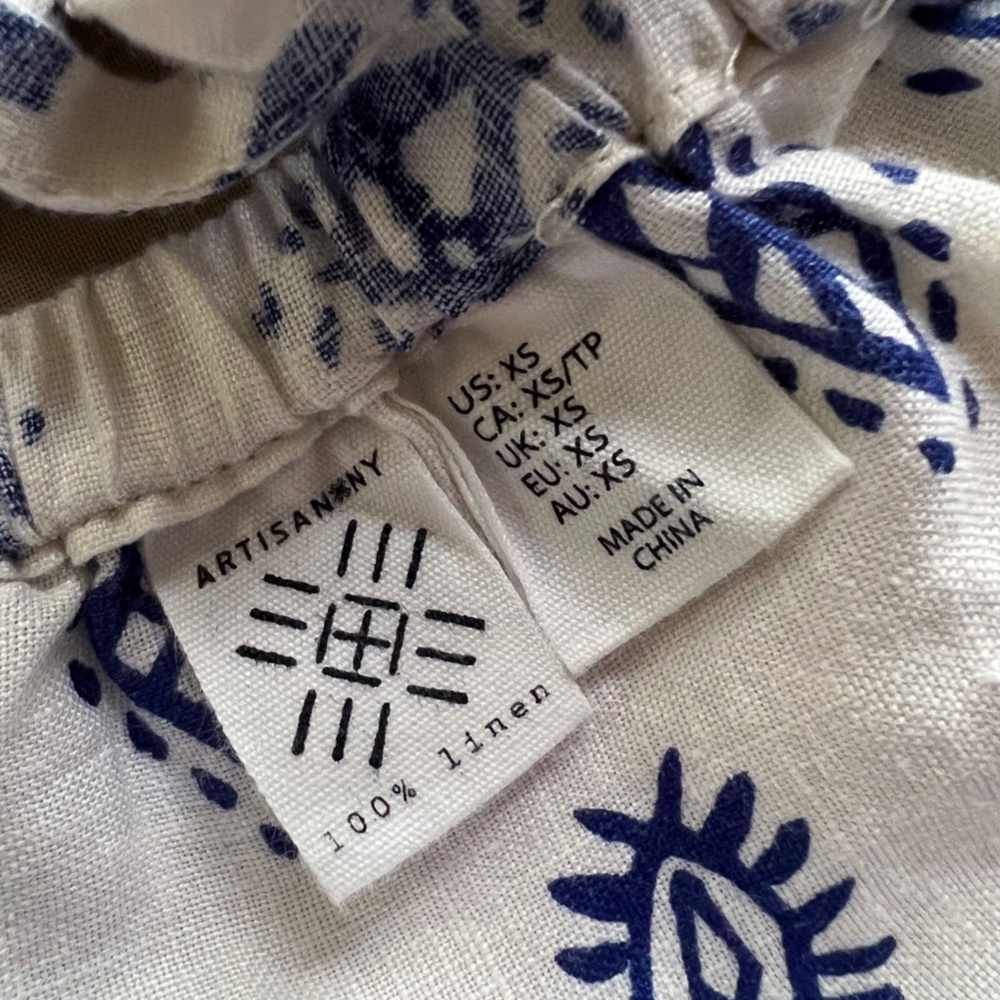 ARTISAN※NY
100% linen
US: XS
CA: XS/TP
UK: XS
EU: XS
AU: XS
MADE IN
CHINA